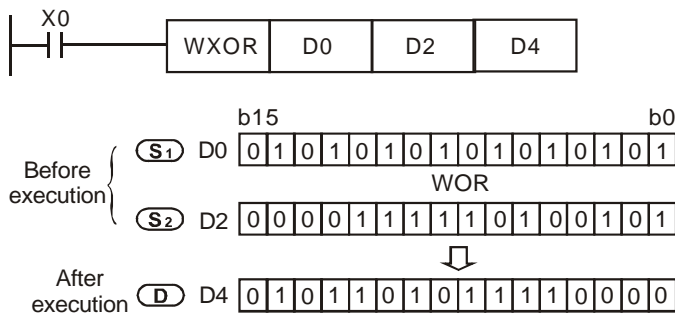 X0
WXOR D0 D2 D4
b15 b0
S1 D0 0 1 0 1 0 1 0 1 0 1 0 1 0 1 0 1
Before execution
WOR
S2 D2 0 0 0 0 1 1 1 1 1 0 1 0 0 1 0 1
After execution
D D4 0 1 0 1 1 0 1 0 1 1 1 1 0 0 0 0